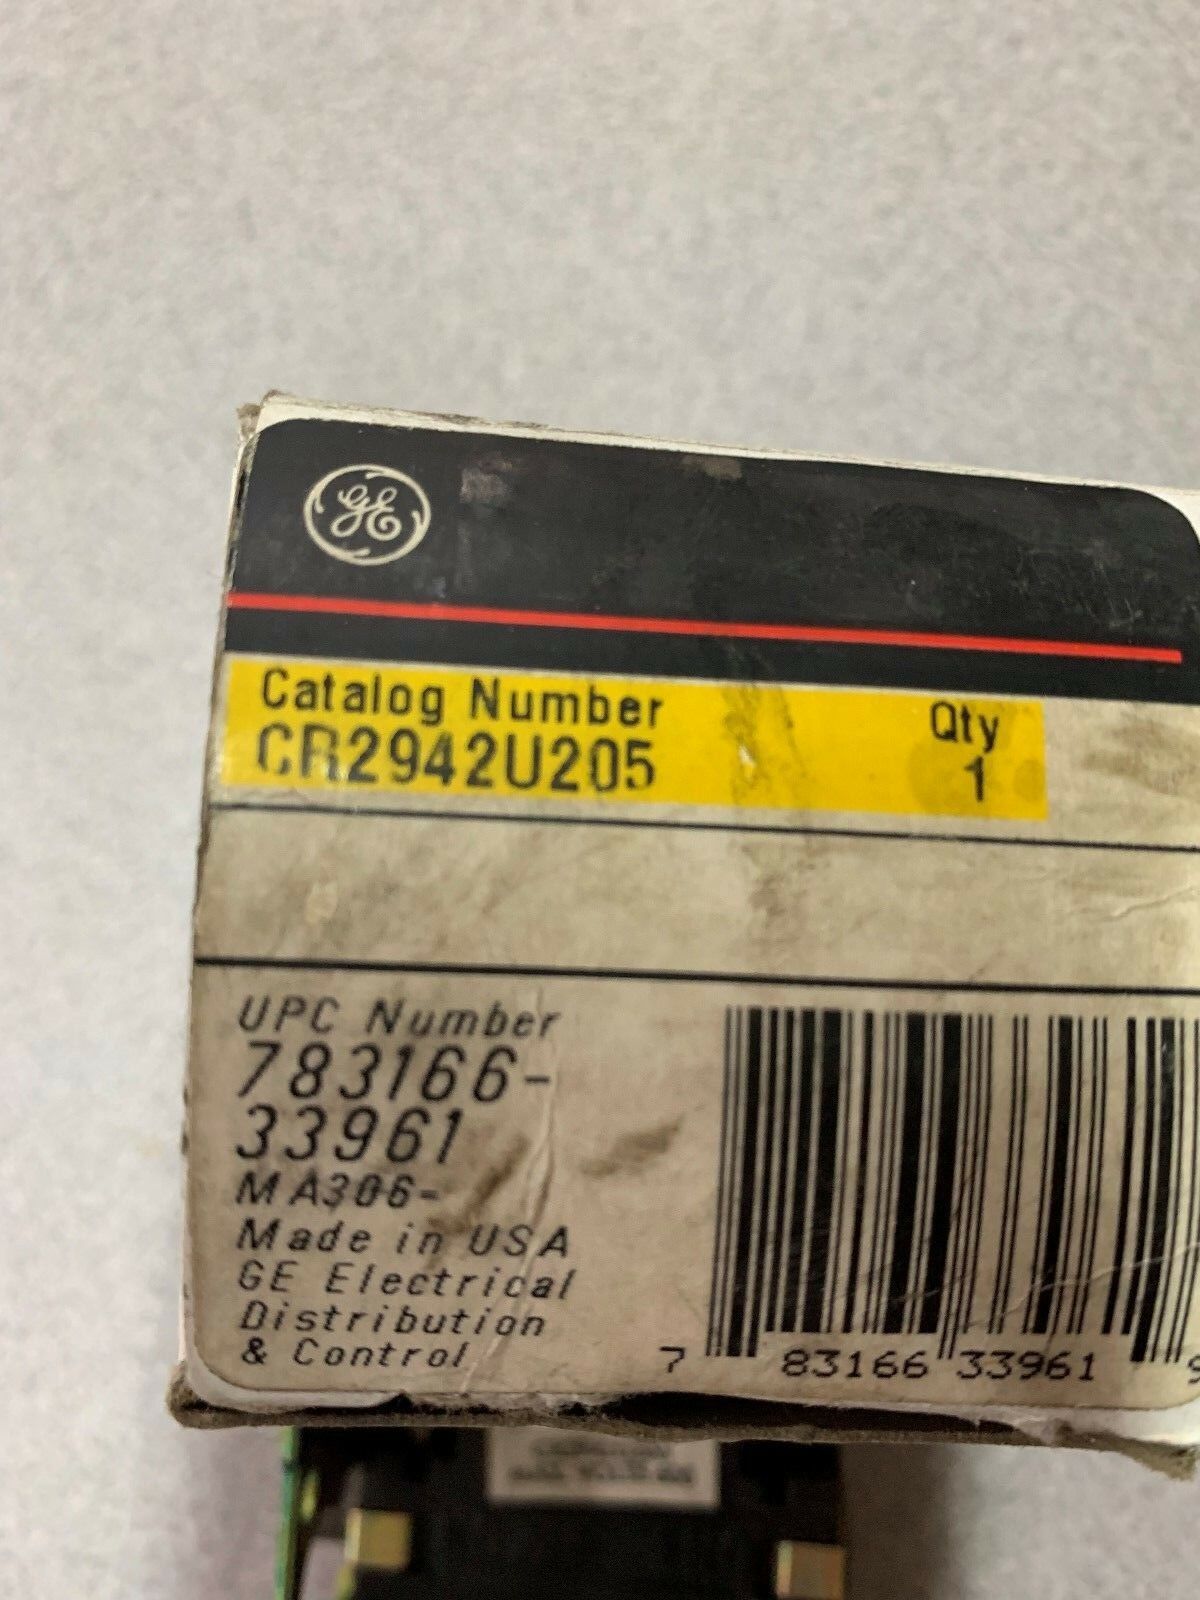 GE
Catalog Number Qty
CR2942U205 1
UPC Number
783166-
33961
MA306-
Made in USA
GE Electrical
Distribution
& Control
7 83166 33961 9